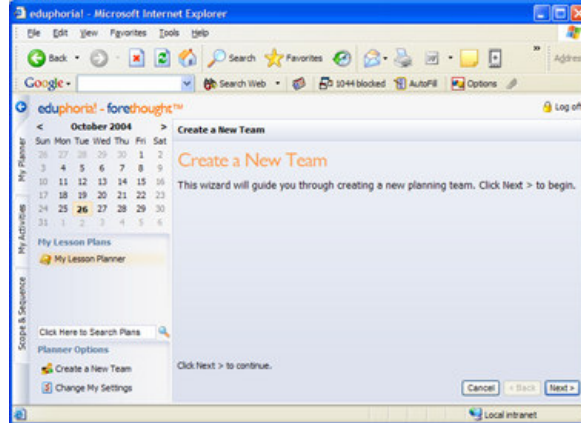 eduphoria! - Microsoft Internet Explorer
File Edit View Favorites Tools Help
Back Search Favorites » Addres
Google - Search Web 1044 blocked AutoFill Options
eduphoria! - forethought™ Log off
< October 2004 >
Sun Mon Tue Wed Thu Fri Sat
26 27 28 29 30 1 2
3 4 5 6 7 8 9
10 11 12 13 14 15 16
17 18 19 20 21 22 23
24 25 26 27 28 29 30
31 1 2 3 4 5 6
My Planner
My Activities
Scope & Sequence
My Lesson Plans
My Lesson Planner
Click Here to Search Plans
Planner Options
Create a New Team
Change My Settings
Create a New Team
Create a New Team
This wizard will guide you through creating a new planning team. Click Next > to begin.
Click Next > to continue.
Cancel < Back Next >
Local intranet